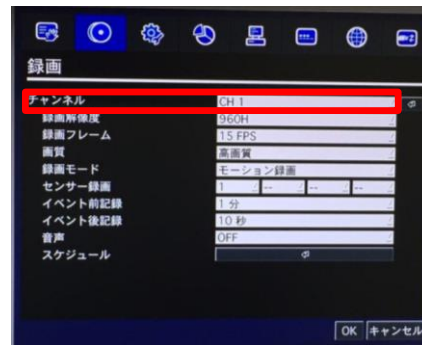 録画
チャンネル CH 1
録画解像度 960H
録画フレーム 15 FPS
画質 高画質
録画モード モーション録画
センサー録画 1 -- -- --
イベント前記録 1 分
イベント後記録 10 秒
音声 OFF
スケジュール
OK キャンセル